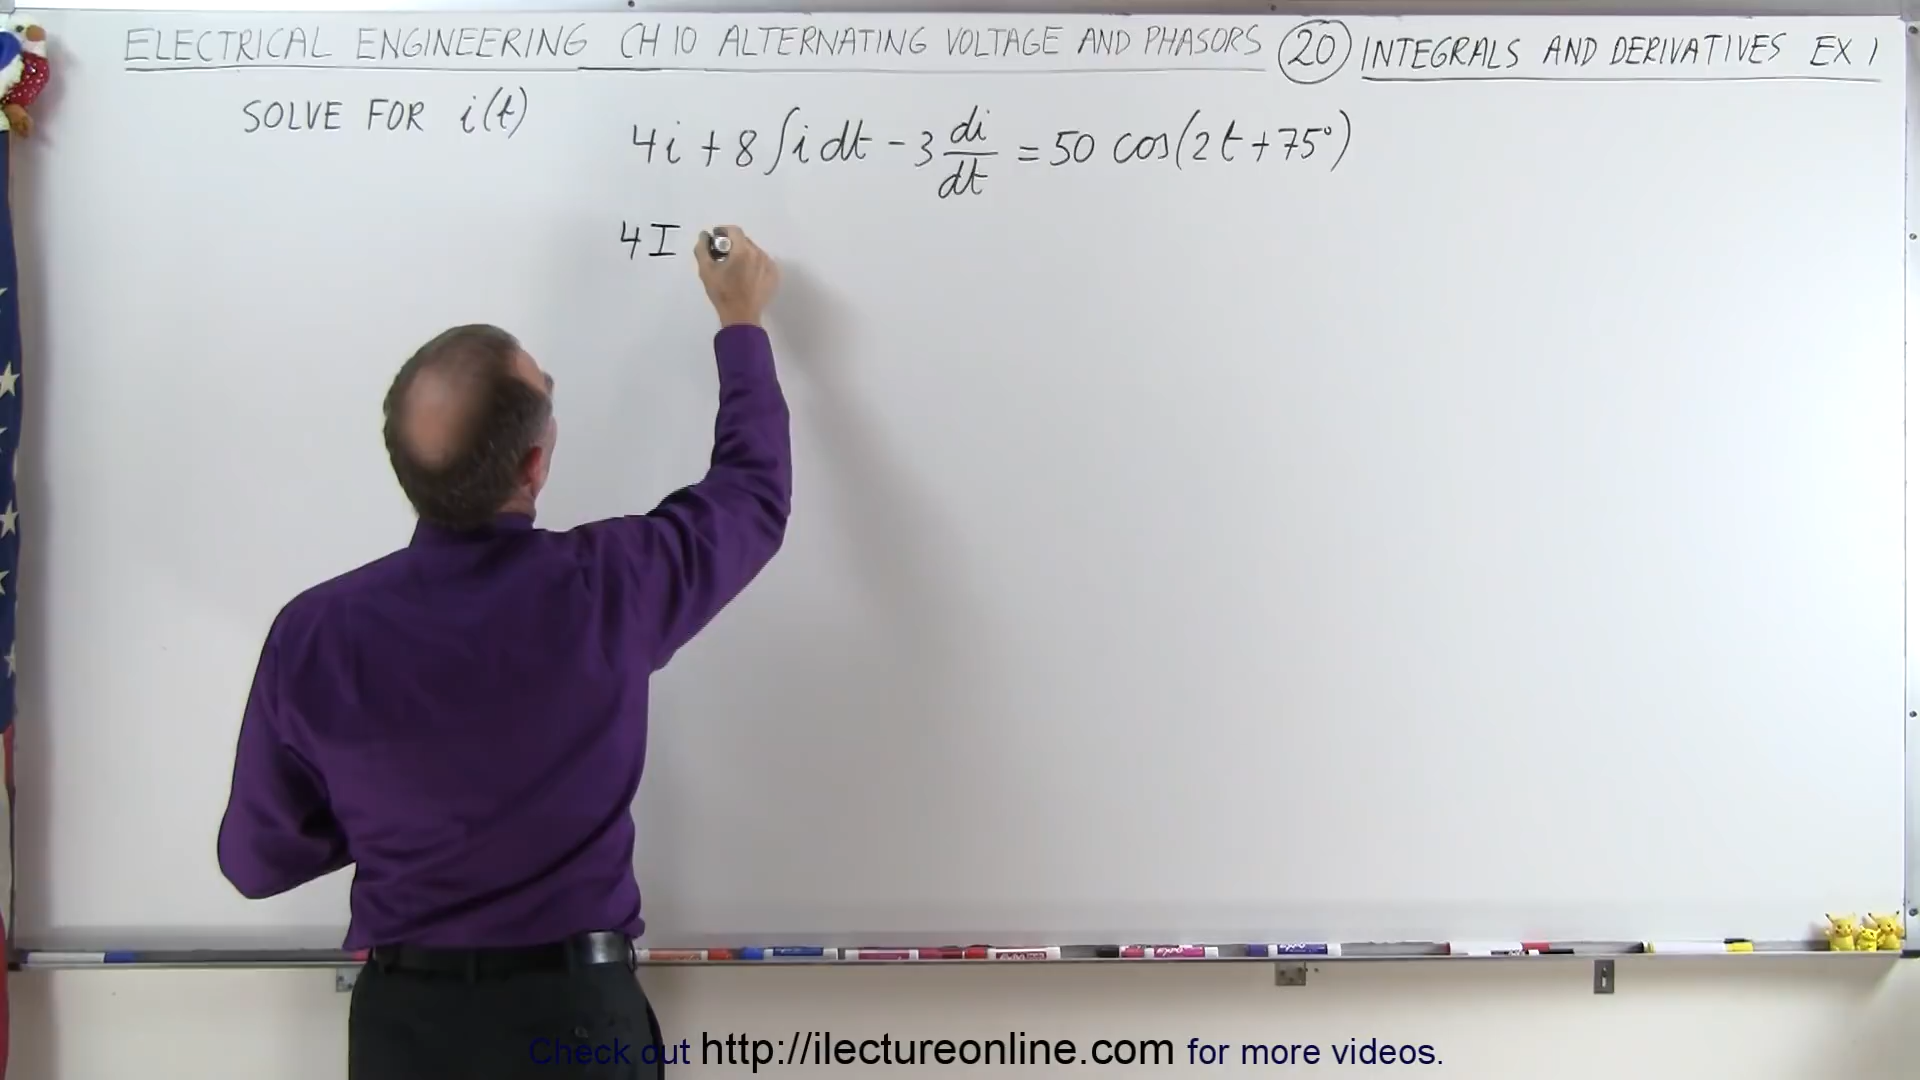 ELECTRICAL ENGINEERING CH 10 ALTERNATING VOLTAGE AND PHASORS 20 INTEGRALS AND DERIVATIVES EX 1
SOLVE FOR i(t)
4i + 8∫i dt - 3 di/dt = 50 cos(2t + 75°)
4I
Check out http://ilectureonline.com for more videos.